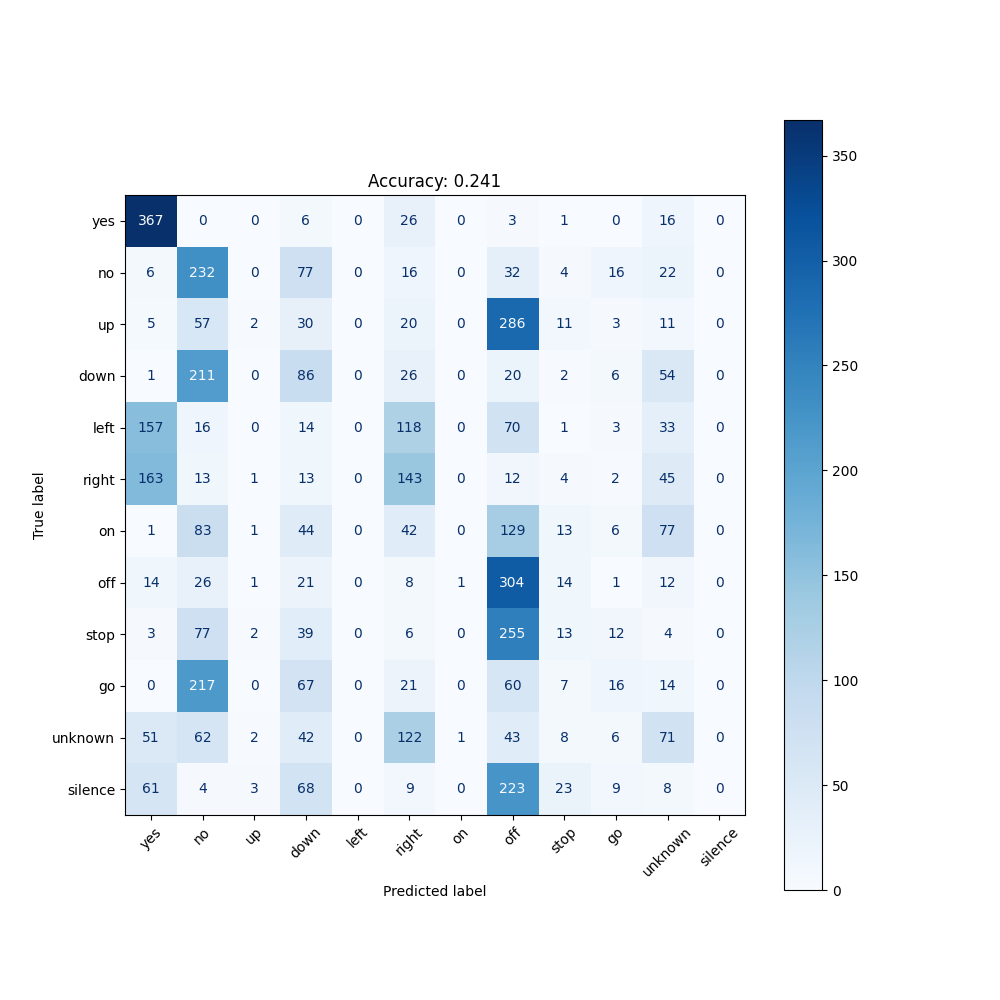 Accuracy: 0.241
yes 367 0 0 6 0 26 0 3 1 0 16 0
no 6 232 0 77 0 16 0 32 4 16 22 0
up 5 57 2 30 0 20 0 286 11 3 11 0
down 1 211 0 86 0 26 0 20 2 6 54 0
left 157 16 0 14 0 118 0 70 1 3 33 0
right 163 13 1 13 0 143 0 12 4 2 45 0
on 1 83 1 44 0 42 0 129 13 6 77 0
off 14 26 1 21 0 8 1 304 14 1 12 0
stop 3 77 2 39 0 6 0 255 13 12 4 0
go 0 217 0 67 0 21 0 60 7 16 14 0
unknown 51 62 2 42 0 122 1 43 8 6 71 0
silence 61 4 3 68 0 9 0 223 23 9 8 0
yes no up down left right on off stop go unknown silence
Predicted label
True label
350
300
250
200
150
100
50
0